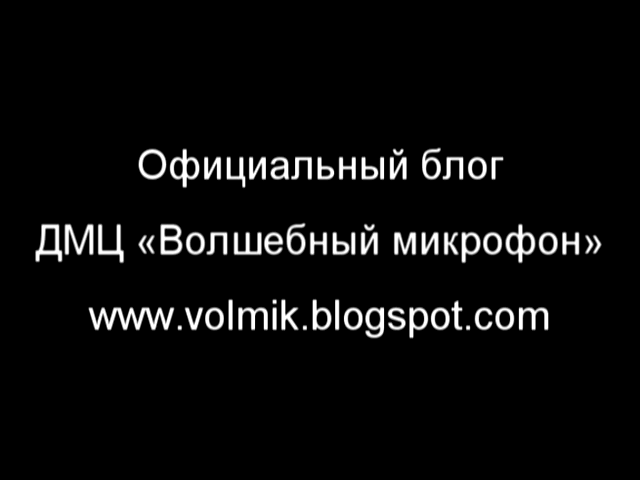 Официальный блог
ДМЦ «Волшебный микрофон»
www.volmik.blogspot.com